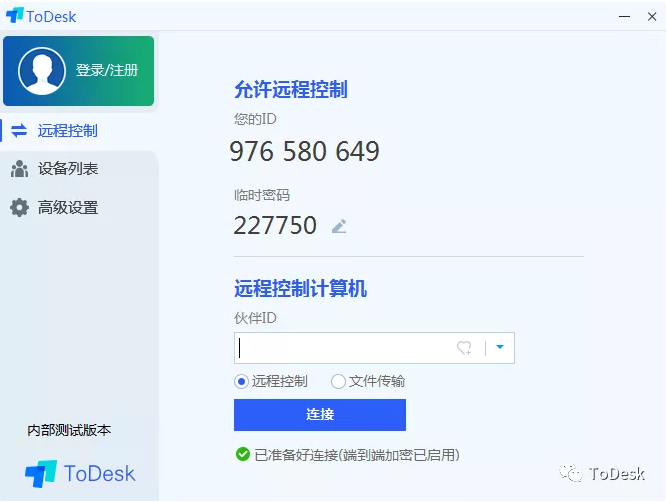 ToDesk
登录/注册
远程控制
设备列表
高级设置
允许远程控制
您的ID
976 580 649
临时密码
227750
远程控制计算机
伙伴ID
远程控制 文件传输
连接
已准备好连接(端到端加密已启用)
内部测试版本
ToDesk
ToDesk